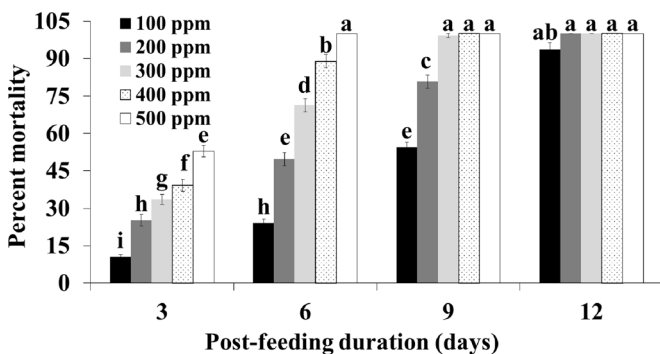 Percent mortality
105
90
75
60
45
30
15
0
100 ppm
200 ppm
300 ppm
400 ppm
500 ppm
i
h
g
f
e
h
e
d
b
a
e
c
a
a
a
ab
a
a
a
a
3
6
9
12
Post-feeding duration (days)